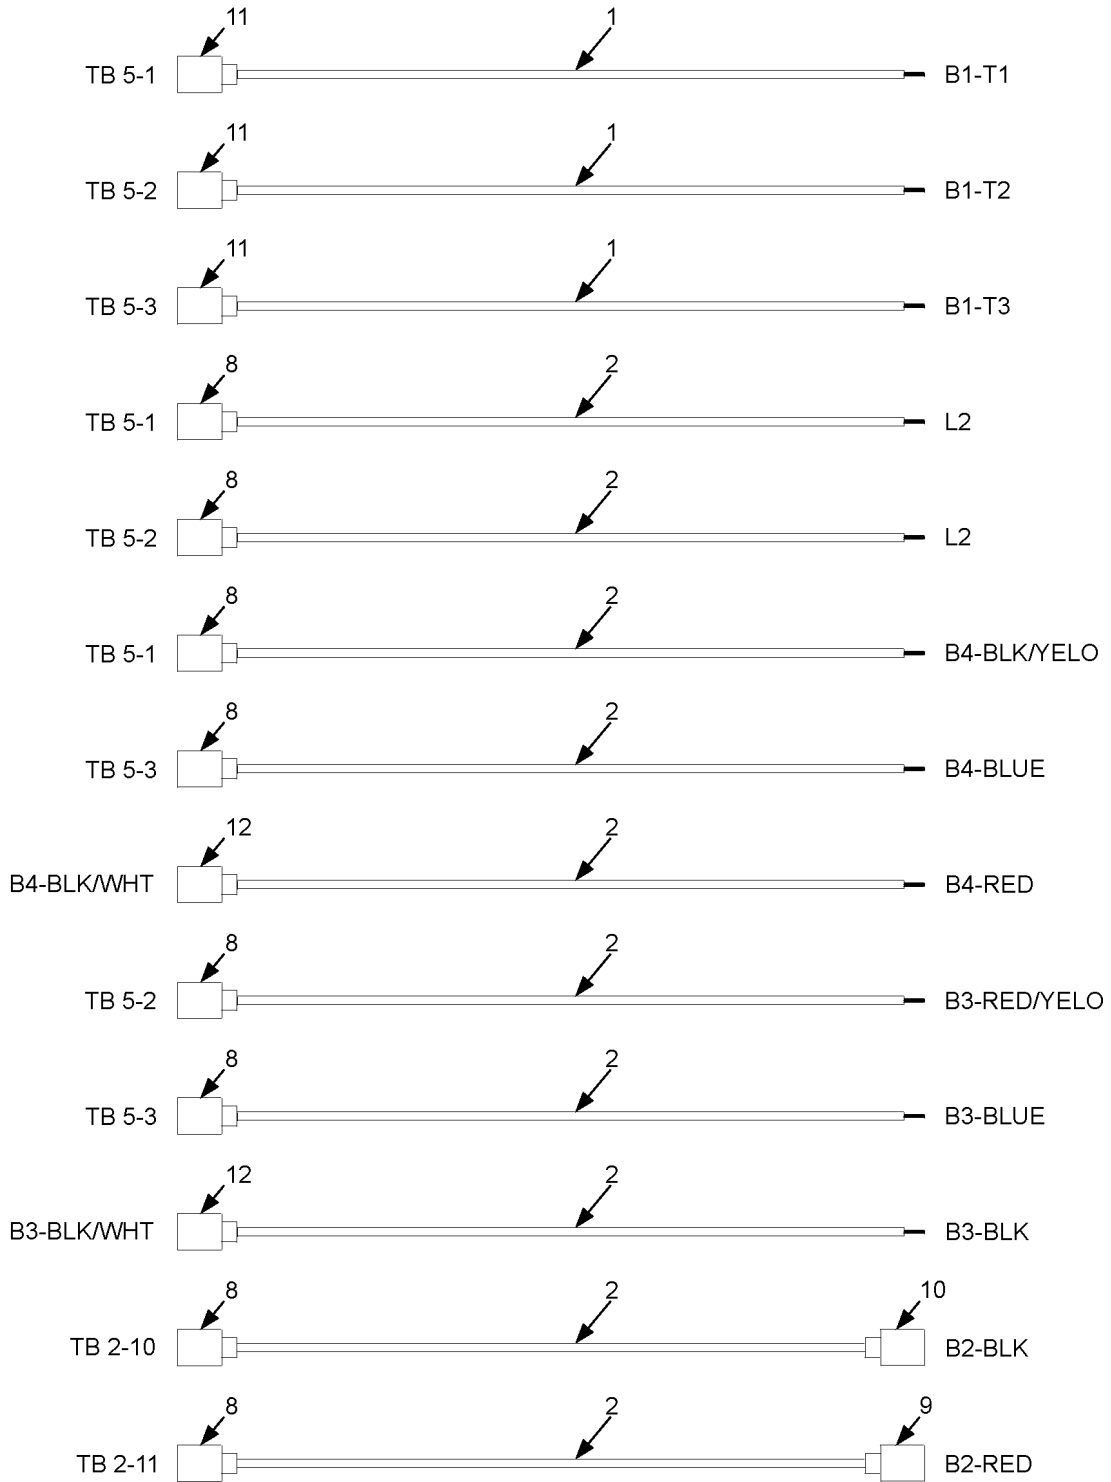 11 1
TB 5-1 B1-T1
11 1
TB 5-2 B1-T2
11 1
TB 5-3 B1-T3
8 2
TB 5-1 L2
8 2
TB 5-2 L2
8 2
TB 5-1 B4-BLK/YELO
8 2
TB 5-3 B4-BLUE
12 2
B4-BLK/WHT B4-RED
8 2
TB 5-2 B3-RED/YELO
8 2
TB 5-3 B3-BLUE
12 2
B3-BLK/WHT B3-BLK
8 2 10
TB 2-10 B2-BLK
8 2 9
TB 2-11 B2-RED